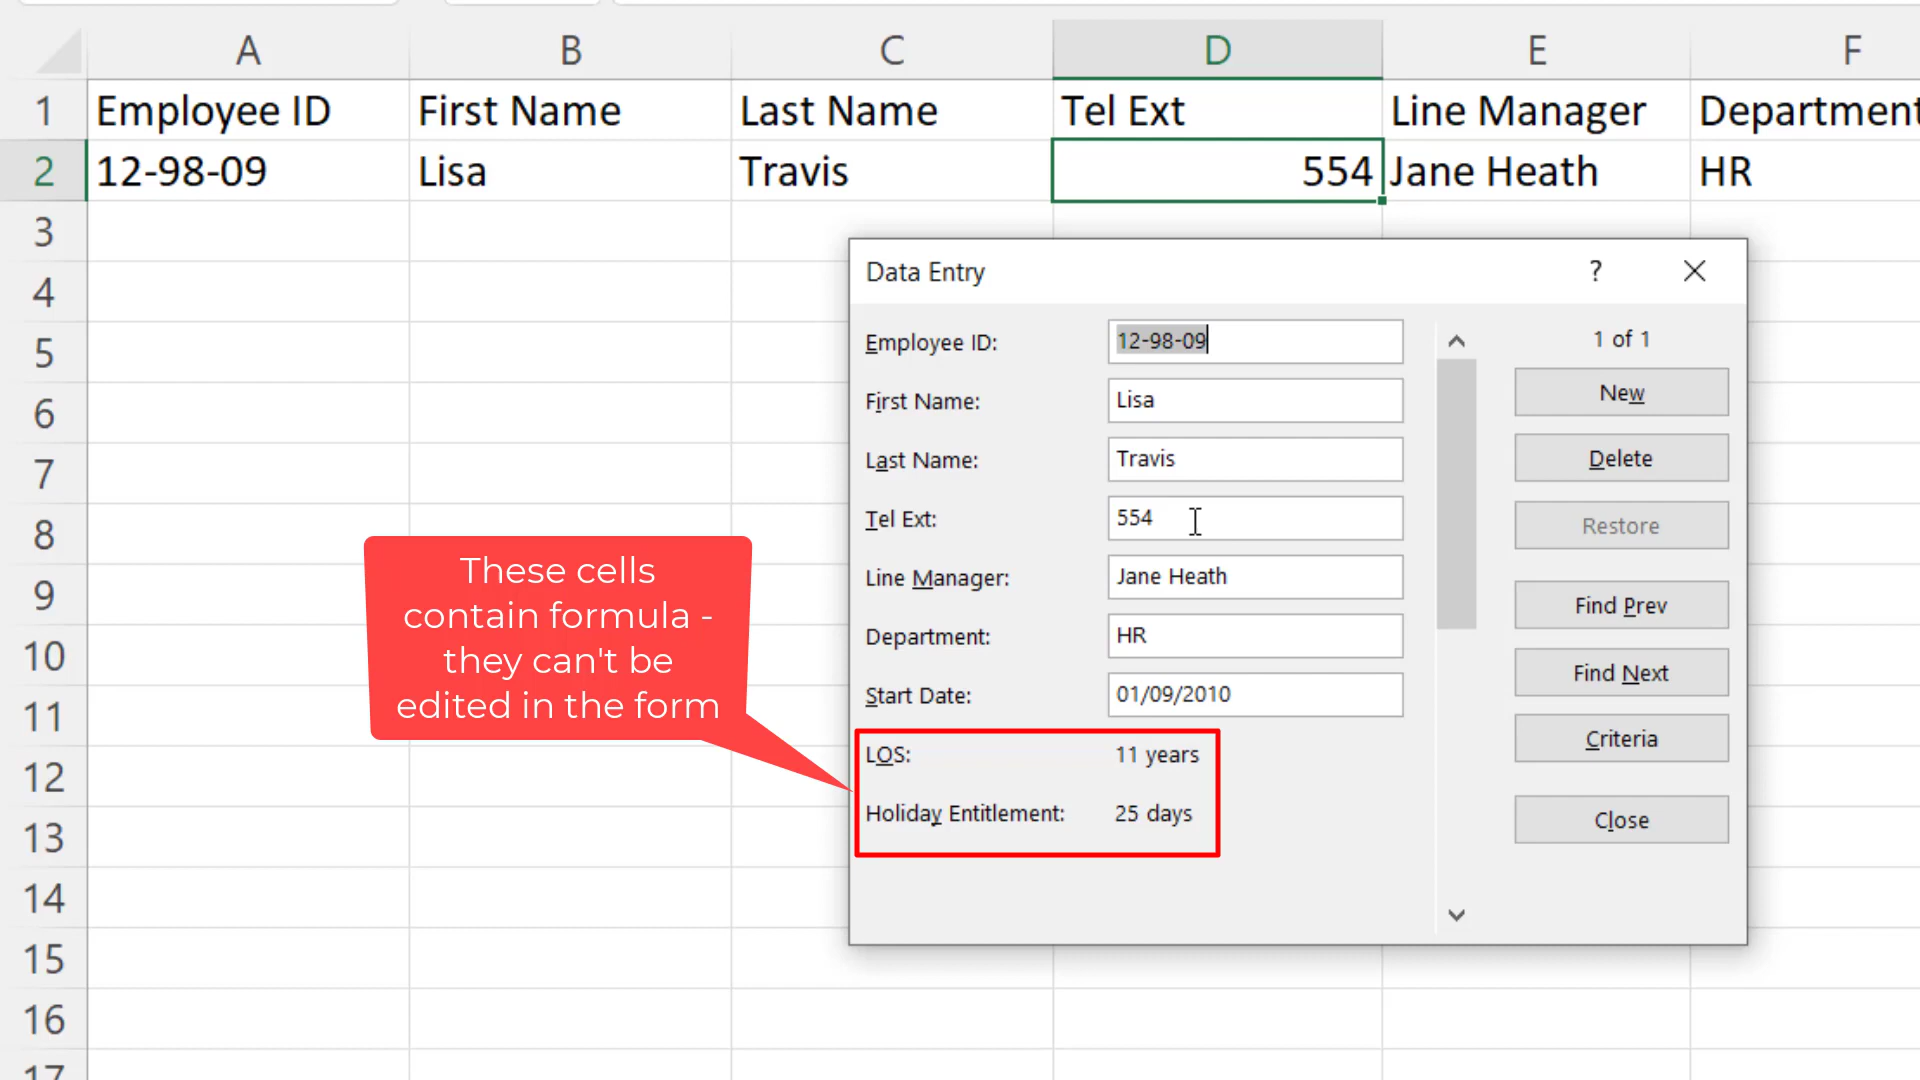 A B C D E F
1 Employee ID First Name Last Name Tel Ext Line Manager Department
2 12-98-09 Lisa Travis 554 Jane Heath HR
3
4
5
6
7
8
9
10
11
12
13
14
15
16
17
These cells
contain formula -
they can't be
edited in the form
Data Entry ?
Employee ID: 12-98-09 1 of 1
First Name: Lisa New
Last Name: Travis Delete
Tel Ext: 554 Restore
Line Manager: Jane Heath Find Prev
Department: HR Find Next
Start Date: 01/09/2010 Criteria
LOS: 11 years
Holiday Entitlement: 25 days Close